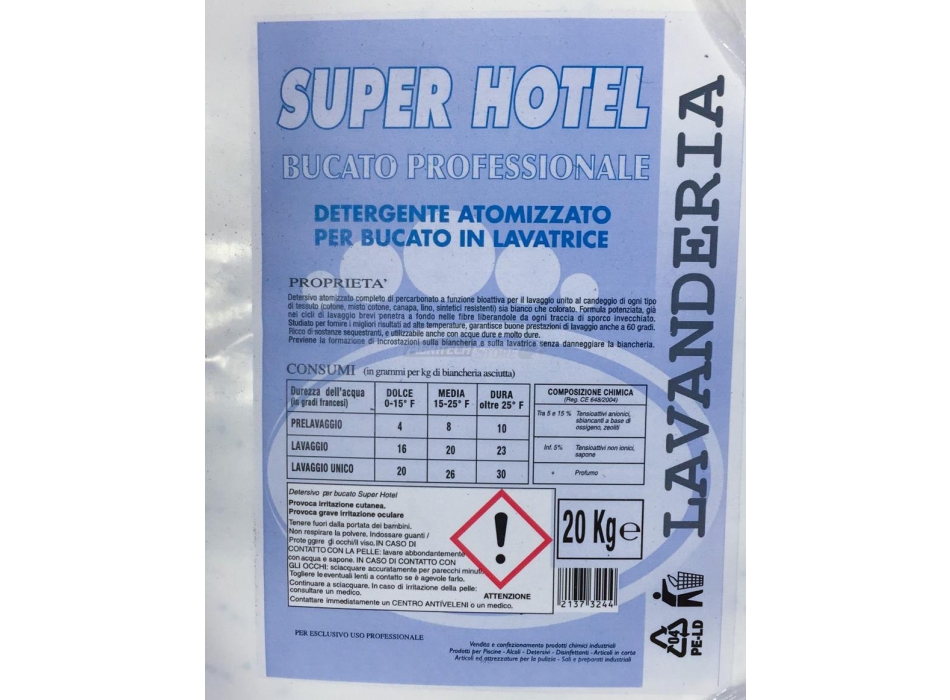 SUPER HOTEL
BUCATO PROFESSIONALE
DETERGENTE ATOMIZZATO
PER BUCATO IN LAVATRICE
PROPRIETA'
Detersivo atomizzato completo di percarbonato a funzione bioattiva per il lavaggio unito al candeggio di ogni tipo
di tessuto (cotone, misto cotone, canapa, lino, sintetici resistenti) sia bianco che colorato. Formula potenziata, già
nei cicli di lavaggio brevi penetra a fondo nelle fibre liberandole da ogni traccia di sporco invecchiato.
Studiato per fornire i migliori risultati ad alte temperature, garantisce buone prestazioni di lavaggio anche a 60 gradi.
Ricco di sostanze sequestranti, e utilizzabile anche con acque dure e molto dure.
Previene la formazione di incrostazioni sulla biancheria e sulla lavatrice senza danneggiare la biancheria.
CONSUMI (in grammi per kg di biancheria asciutta)
Durezza dell'acqua DOLCE MEDIA DURA
(in gradi francesi) 0-15° F 15-25° F oltre 25° F
PRELAVAGGIO 4 8 10
LAVAGGIO 16 20 23
LAVAGGIO UNICO 20 26 30
COMPOSIZIONE CHIMICA
(Reg. CE 648/2004)
Tra 5 e 15 % Tensioattivi anionici,
sbiancanti a base di
ossigeno, zeoliti
Inf. 5% Tensioattivi non ionici,
sapone
+ Profumo
Detersivo per bucato Super Hotel
Provoca irritazione cutanea.
Provoca grave irritazione oculare
Tenere fuori dalla portata dei bambini.
Non respirare la polvere. Indossare guanti /
Proteggere gli occhi/il viso. IN CASO DI
CONTATTO CON LA PELLE: lavare abbondantemente
con acqua e sapone. IN CASO DI CONTATTO CON
GLI OCCHI: sciacquare accuratamente per parecchi minuti.
Togliere le eventuali lenti a contatto se è agevole farlo.
Continuare a sciacquare. In caso di irritazione della pelle:
consultare un medico.
Contattare immediatamente un CENTRO ANTIVELENI o un medico.
ATTENZIONE
20 Kg e
2137 3244
PER ESCLUSIVO USO PROFESSIONALE
Vendita e confezionamento prodotti chimici industriali
Prodotti per Piscine - Alcoli - Detersivi - Disinfettanti - Articoli in carta
Articoli ed attrezzature per la pulizia - Sali e preparati industriali
LAVANDERIA
04
PE-LD